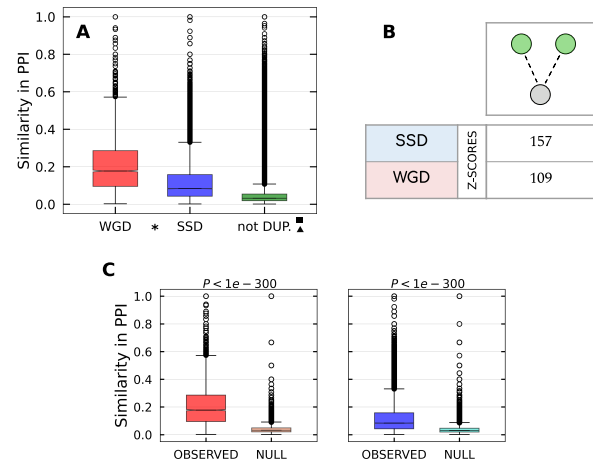 A
Similarity in PPI
1.0
0.8
0.6
0.4
0.2
0.0
WGD * SSD not DUP. ■ ▲
B
SSD
WGD
Z-SCORES
157
109
C
Similarity in PPI
P < 1e − 300
1.0
0.8
0.6
0.4
0.2
0.0
OBSERVED NULL
P < 1e − 300
OBSERVED NULL